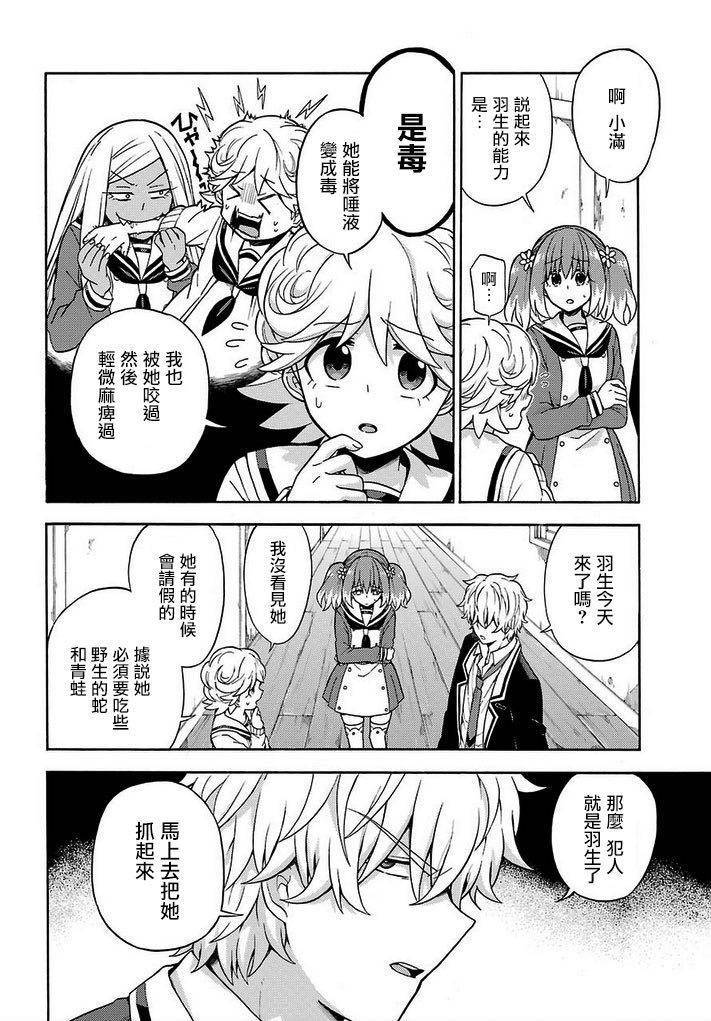 啊 小滿
説起來
羽生的能力
是…
啊…
是毒
她能將唾液
變成毒
ひゃーっ
我也
被她咬過
然後
輕微麻痺過
羽生今天
來了嗎?
我沒看見她
她有的時候
會請假的
據説她
必須要吃些
野生的蛇
和青蛙
那麼 犯人
就是羽生了
馬上去把她
抓起來